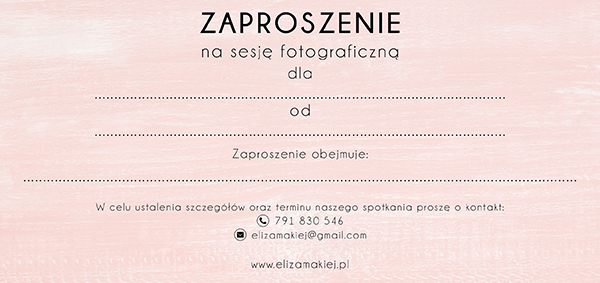 ZAPROSZENIE
na sesję fotograficzną
dla
od
Zaproszenie obejmuje:
W celu ustalenia szczegółów oraz terminu naszego spotkania proszę o kontakt:
791 830 546
elizamakiej@gmail.com
www.elizamakiej.pl